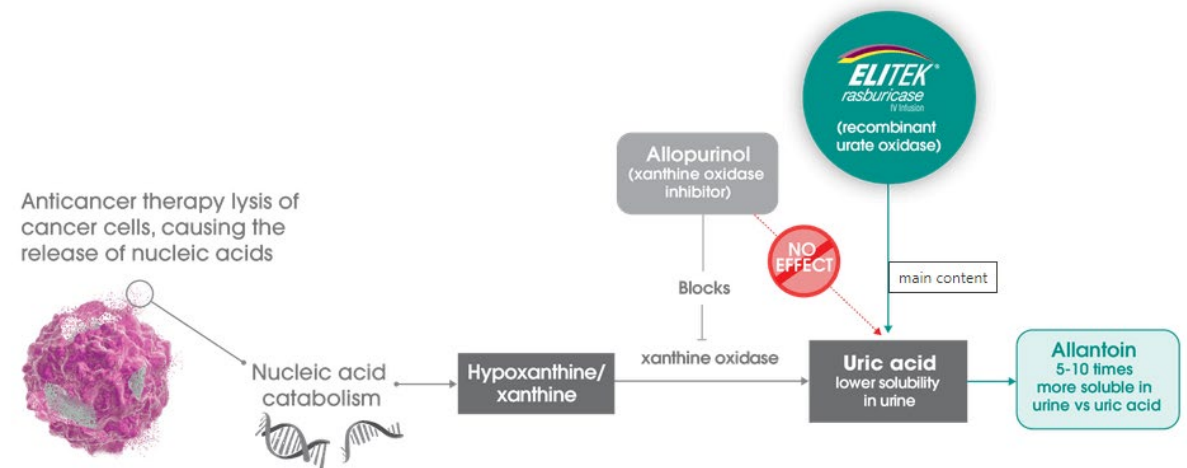 ELITEK®
rasburicase
IV Infusion
(recombinant
urate oxidase)
Allopurinol
(xanthine oxidase
inhibitor)
Anticancer therapy lysis of
cancer cells, causing the
release of nucleic acids
NO
EFFECT
main content
Blocks
xanthine oxidase
Nucleic acid
catabolism
Hypoxanthine/
xanthine
Uric acid
lower solubility
in urine
Allantoin
5-10 times
more soluble in
urine vs uric acid